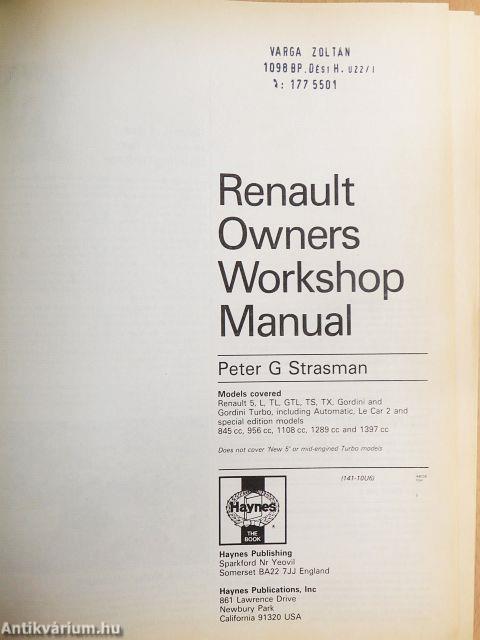 VARGA ZOLTÁN
1098 BP. DÉSI H. U22/I
☎: 177 5501
Renault
Owners
Workshop
Manual
Peter G Strasman
Models covered
Renault 5, L, TL, GTL, TS, TX, Gordini and
Gordini Turbo, including Automatic, Le Car 2 and
special edition models
845 cc, 956 cc, 1108 cc, 1289 cc and 1397 cc
Does not cover 'New 5' or mid-engined Turbo models
(141-10U6)
Haynes
THE
BOOK
Haynes Publishing
Sparkford Nr Yeovil
Somerset BA22 7JJ England
Haynes Publications, Inc
861 Lawrence Drive
Newbury Park
California 91320 USA
Antikvárium.hu